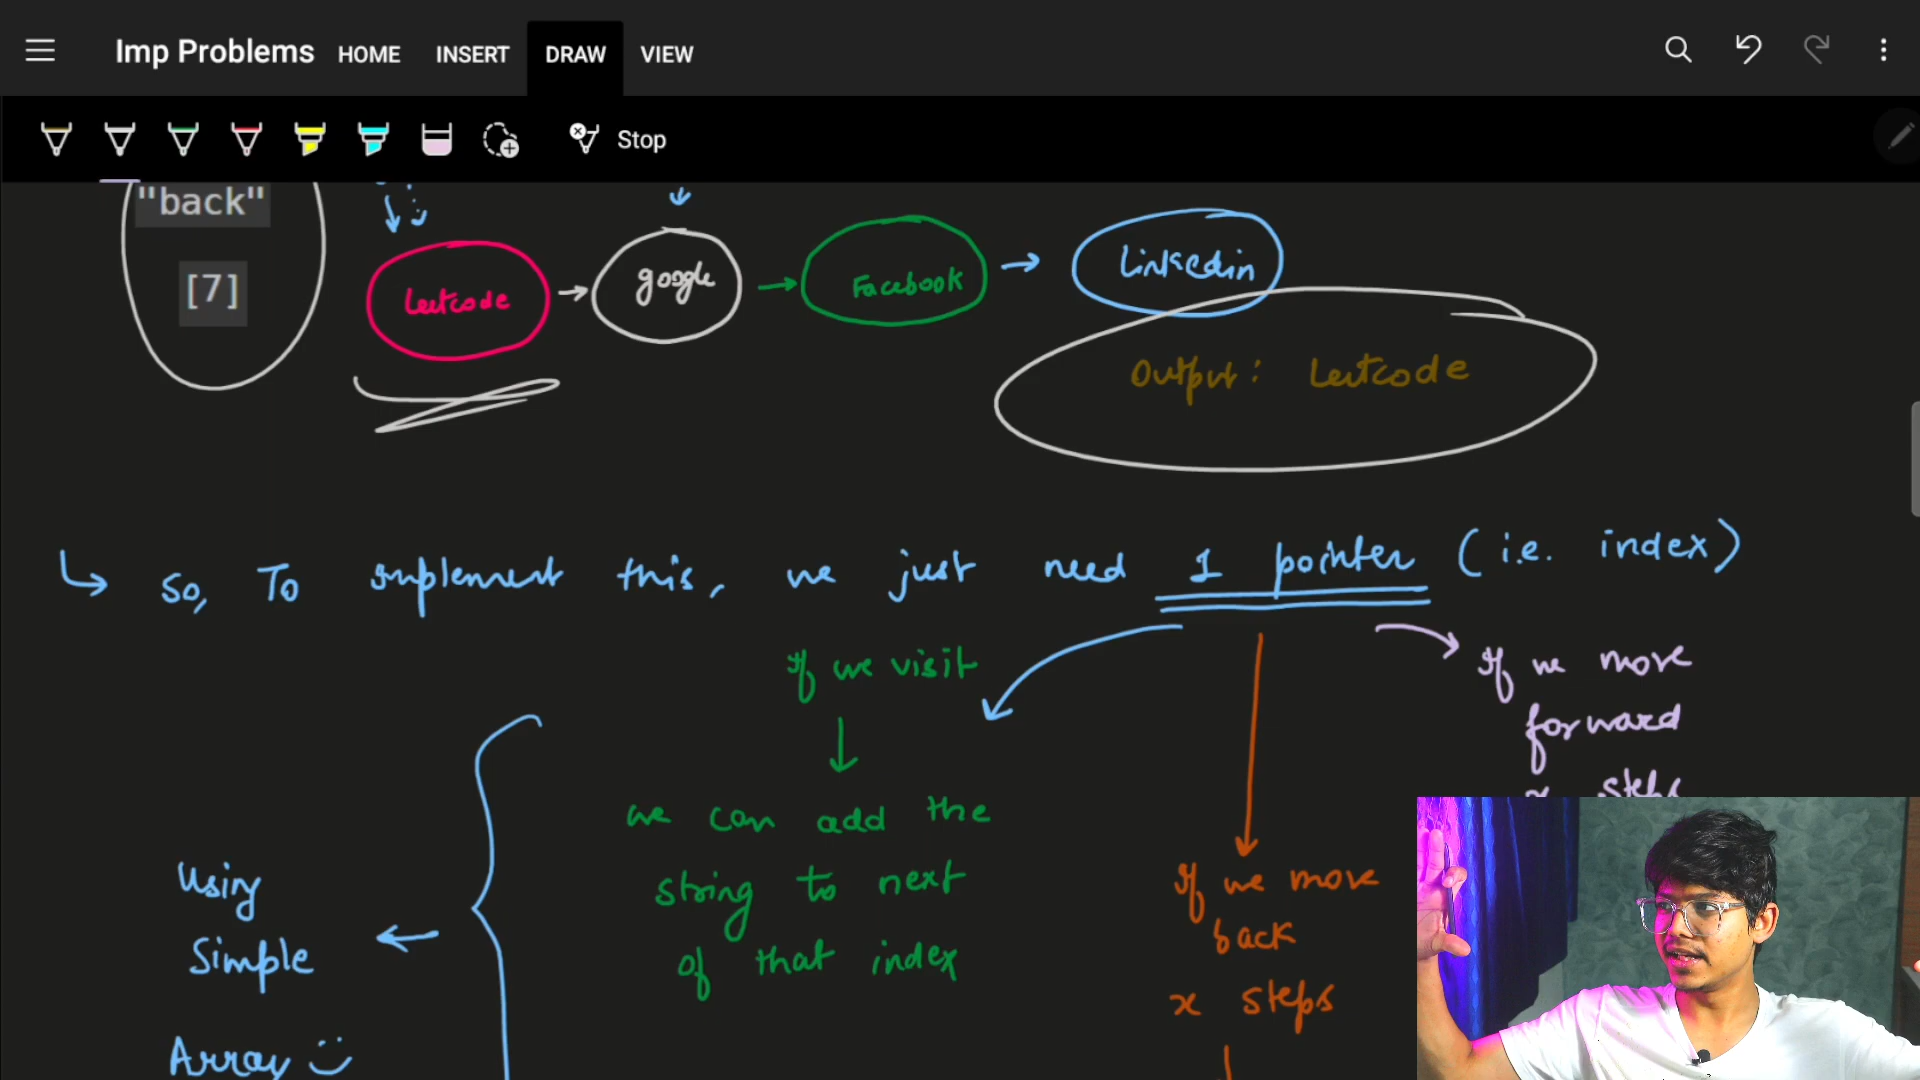 Imp Problems HOME INSERT DRAW VIEW
Stop
"back"
[7]
Leetcode google Facebook Linkedin
Output: Leetcode
So, To implement this, we just need 1 pointer (i.e. index)
If we visit
we can add the
string to next
of that index
If we move
back
x steps
If we move
forward
x steps
Using
Simple
Array